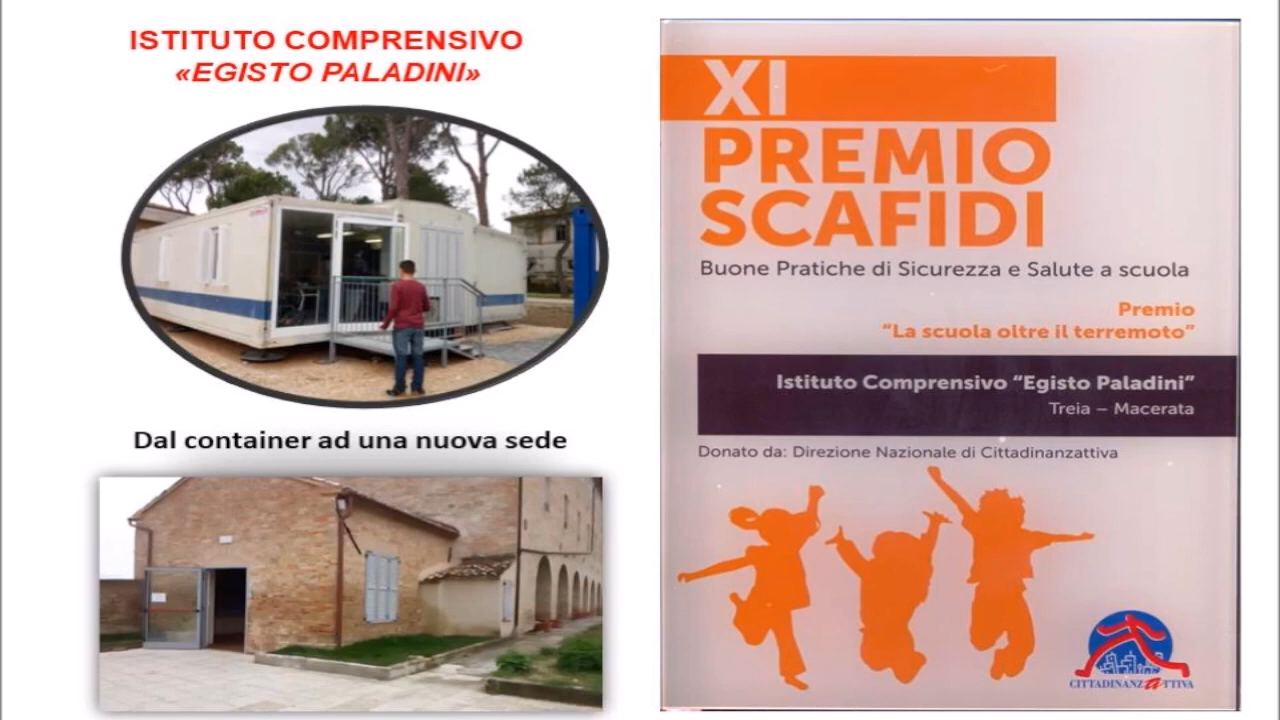 ISTITUTO COMPRENSIVO
«EGISTO PALADINI»
Dal container ad una nuova sede
XI
PREMIO
SCAFIDI
Buone Pratiche di Sicurezza e Salute a scuola
Premio
"La scuola oltre il terremoto"
Istituto Comprensivo "Egisto Paladini"
Treia – Macerata
Donato da: Direzione Nazionale di Cittadinanzattiva
CITTADINANZATTIVA